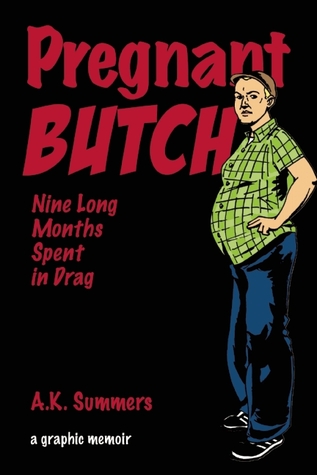 Pregnant
BUTCH
Nine Long
Months
Spent
in Drag
A.K. Summers
a graphic memoir